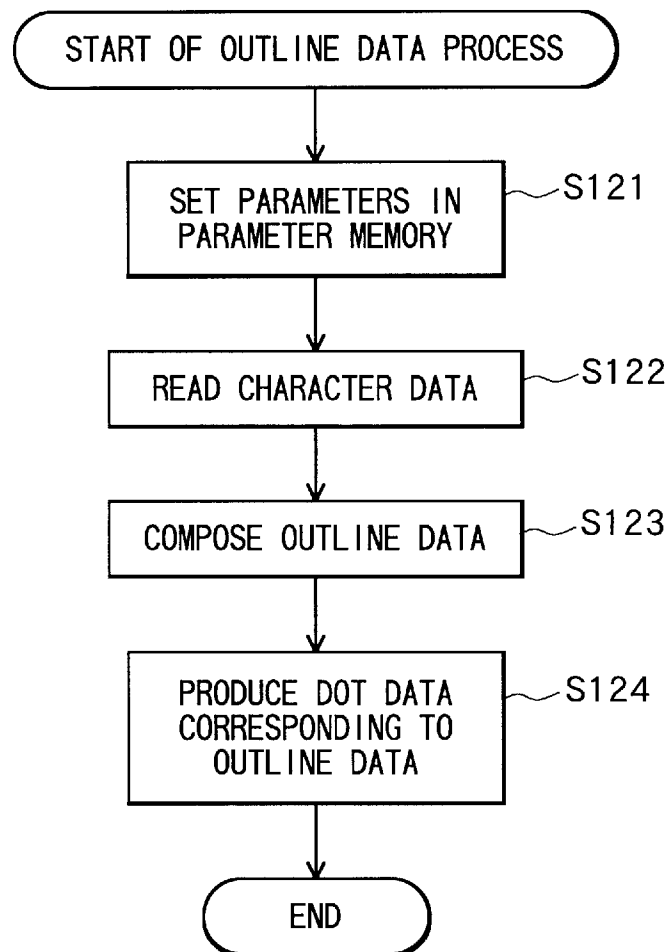 START OF OUTLINE DATA PROCESS
SET PARAMETERS IN
PARAMETER MEMORY
S121
READ CHARACTER DATA
S122
COMPOSE OUTLINE DATA
S123
PRODUCE DOT DATA
CORRESPONDING TO
OUTLINE DATA
S124
END